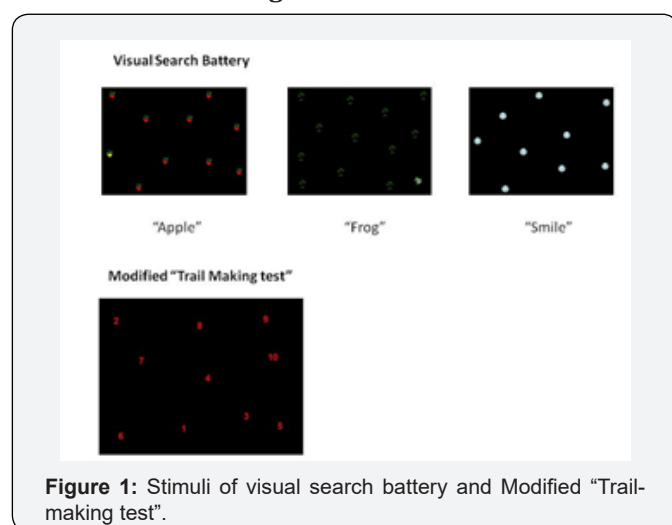 Visual Search Battery
“Apple” “Frog” “Smile”
Modified “Trail Making test”
2 8 9
7 10
4
3
6 1 5
Figure 1: Stimuli of visual search battery and Modified “Trail-
making test”.